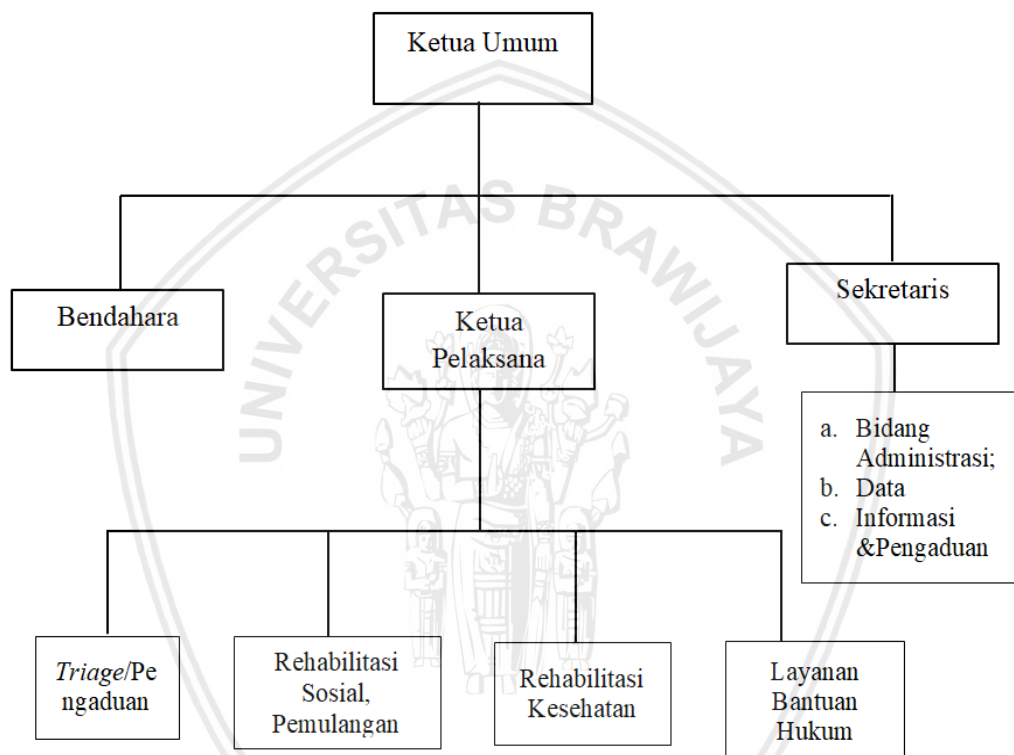 Ketua Umum
UNIVERSITAS BRAWIJAYA
Bendahara
Ketua
Pelaksana
Sekretaris
a. Bidang
Administrasi;
b. Data
c. Informasi
&Pengaduan
Triage/Pe
ngaduan
Rehabilitasi
Sosial,
Pemulangan
Rehabilitasi
Kesehatan
Layanan
Bantuan
Hukum